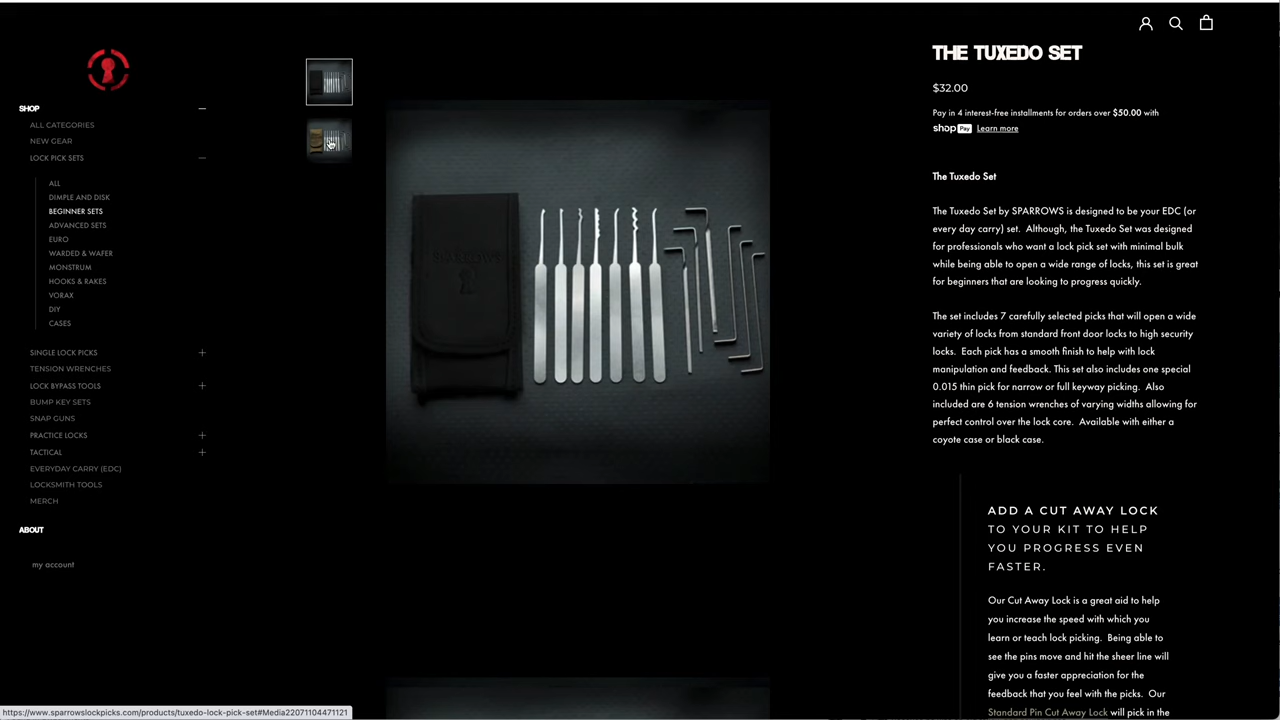 SHOP
ALL CATEGORIES
NEW GEAR
LOCK PICK SETS
ALL
DIMPLE AND DISK
BEGINNER SETS
ADVANCED SETS
EURO
WARDED & WAFER
MONSTRUM
HOOKS & RAKES
VORAX
DIY
CASES
SINGLE LOCK PICKS
TENSION WRENCHES
LOCK BYPASS TOOLS
BUMP KEY SETS
SNAP GUNS
PRACTICE LOCKS
TACTICAL
EVERYDAY CARRY (EDC)
LOCKSMITH TOOLS
MERCH
ABOUT
my account
SPARROWS
THE TUXEDO SET
$32.00
Pay in 4 interest-free installments for orders over $50.00 with
shop Pay Learn more
The Tuxedo Set
The Tuxedo Set by SPARROWS is designed to be your EDC (or
every day carry) set. Although, the Tuxedo Set was designed
for professionals who want a lock pick set with minimal bulk
while being able to open a wide range of locks, this set is great
for beginners that are looking to progress quickly.
The set includes 7 carefully selected picks that will open a wide
variety of locks from standard front door locks to high security
locks. Each pick has a smooth finish to help with lock
manipulation and feedback. This set also includes one special
0.015 thin pick for narrow or full keyway picking. Also
included are 6 tension wrenches of varying widths allowing for
perfect control over the lock core. Available with either a
coyote case or black case.
ADD A CUT AWAY LOCK
TO YOUR KIT TO HELP
YOU PROGRESS EVEN
FASTER.
Our Cut Away Lock is a great aid to help
you increase the speed with which you
learn or teach lock picking. Being able to
see the pins move and hit the sheer line will
give you a faster appreciation for the
feedback that you feel with the picks. Our
Standard Pin Cut Away Lock will pick in the
https://www.sparrowslockpicks.com/products/tuxedo-lock-pick-set#Media22071104471121